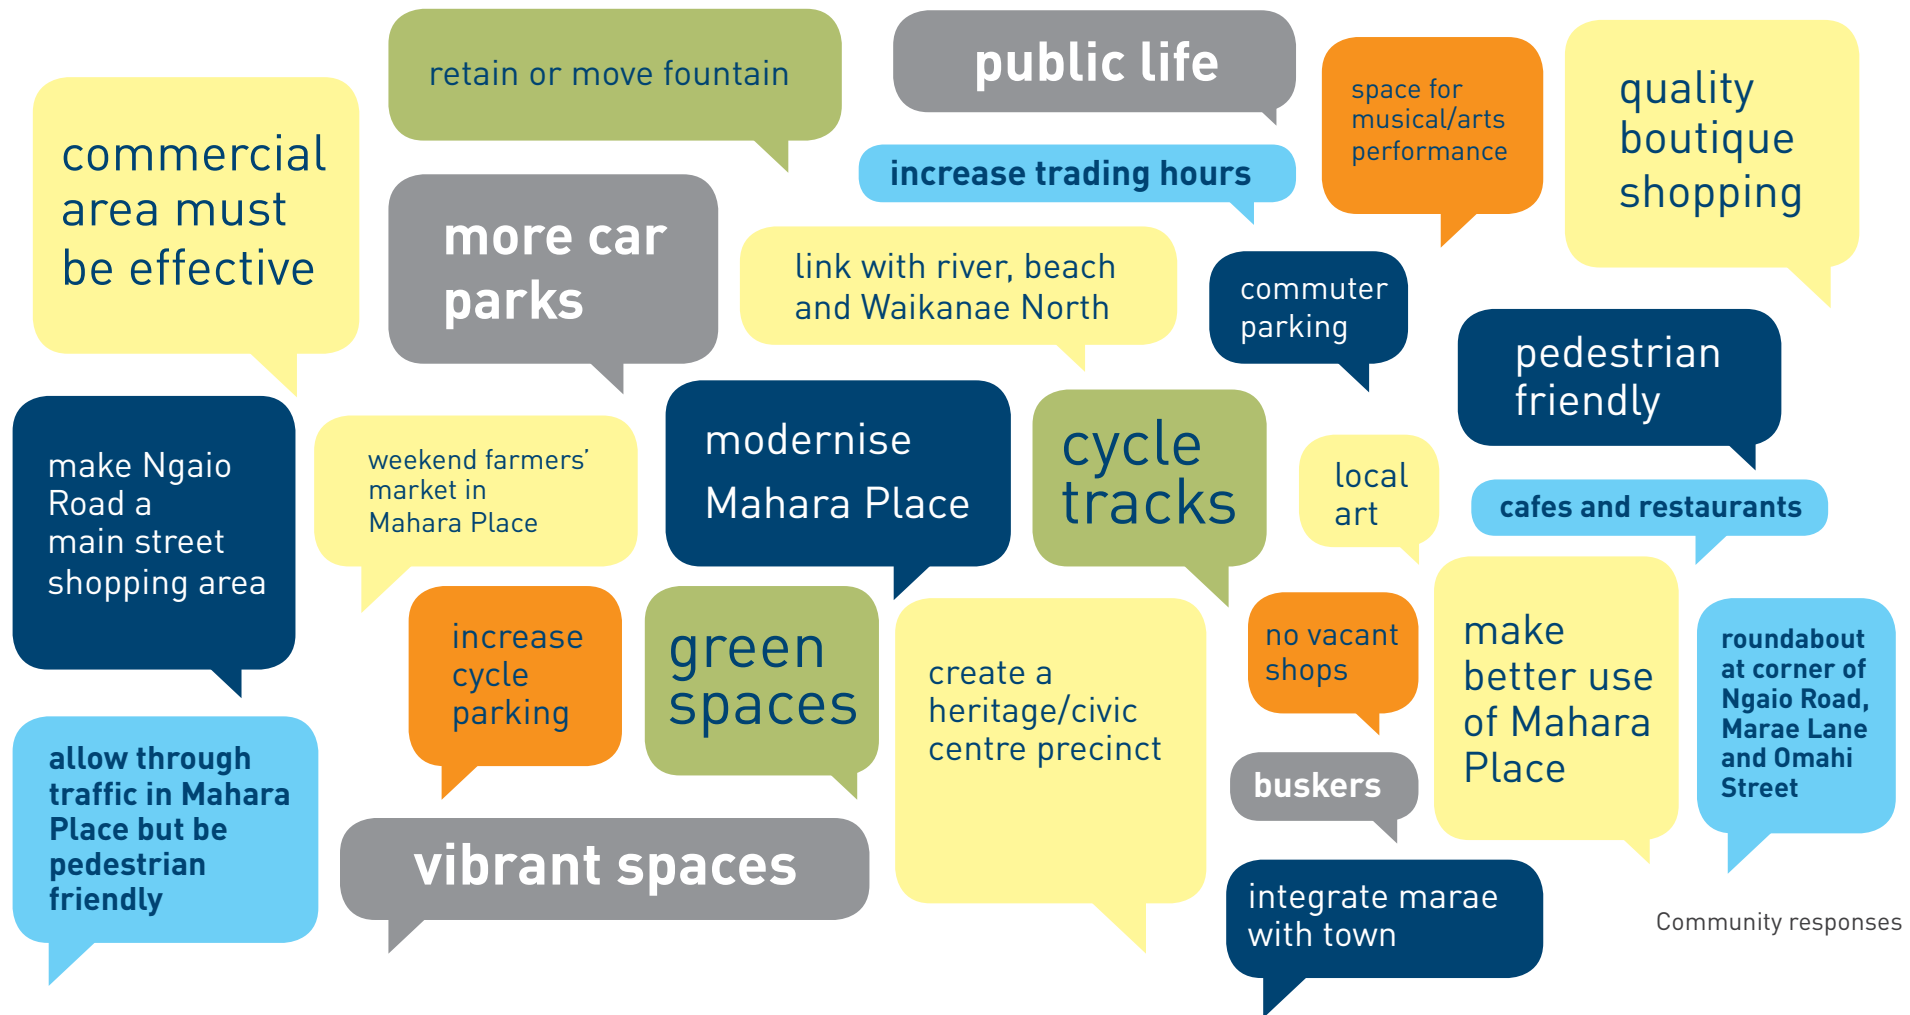 retain or move fountain
public life
space for
musical/arts
performance
quality
boutique
shopping
commercial
area must
be effective
increase trading hours
more car
parks
link with river, beach
and Waikanae North
commuter
parking
pedestrian
friendly
make Ngaio
Road a
main street
shopping area
weekend farmers’
market in
Mahara Place
modernise
Mahara Place
cycle
tracks
local
art
cafes and restaurants
increase
cycle
parking
green
spaces
create a
heritage/civic
centre precinct
no vacant
shops
make
better use
of Mahara
Place
roundabout
at corner of
Ngaio Road,
Marae Lane
and Omahi
Street
allow through
traffic in Mahara
Place but be
pedestrian
friendly
vibrant spaces
buskers
integrate marae
with town
Community responses